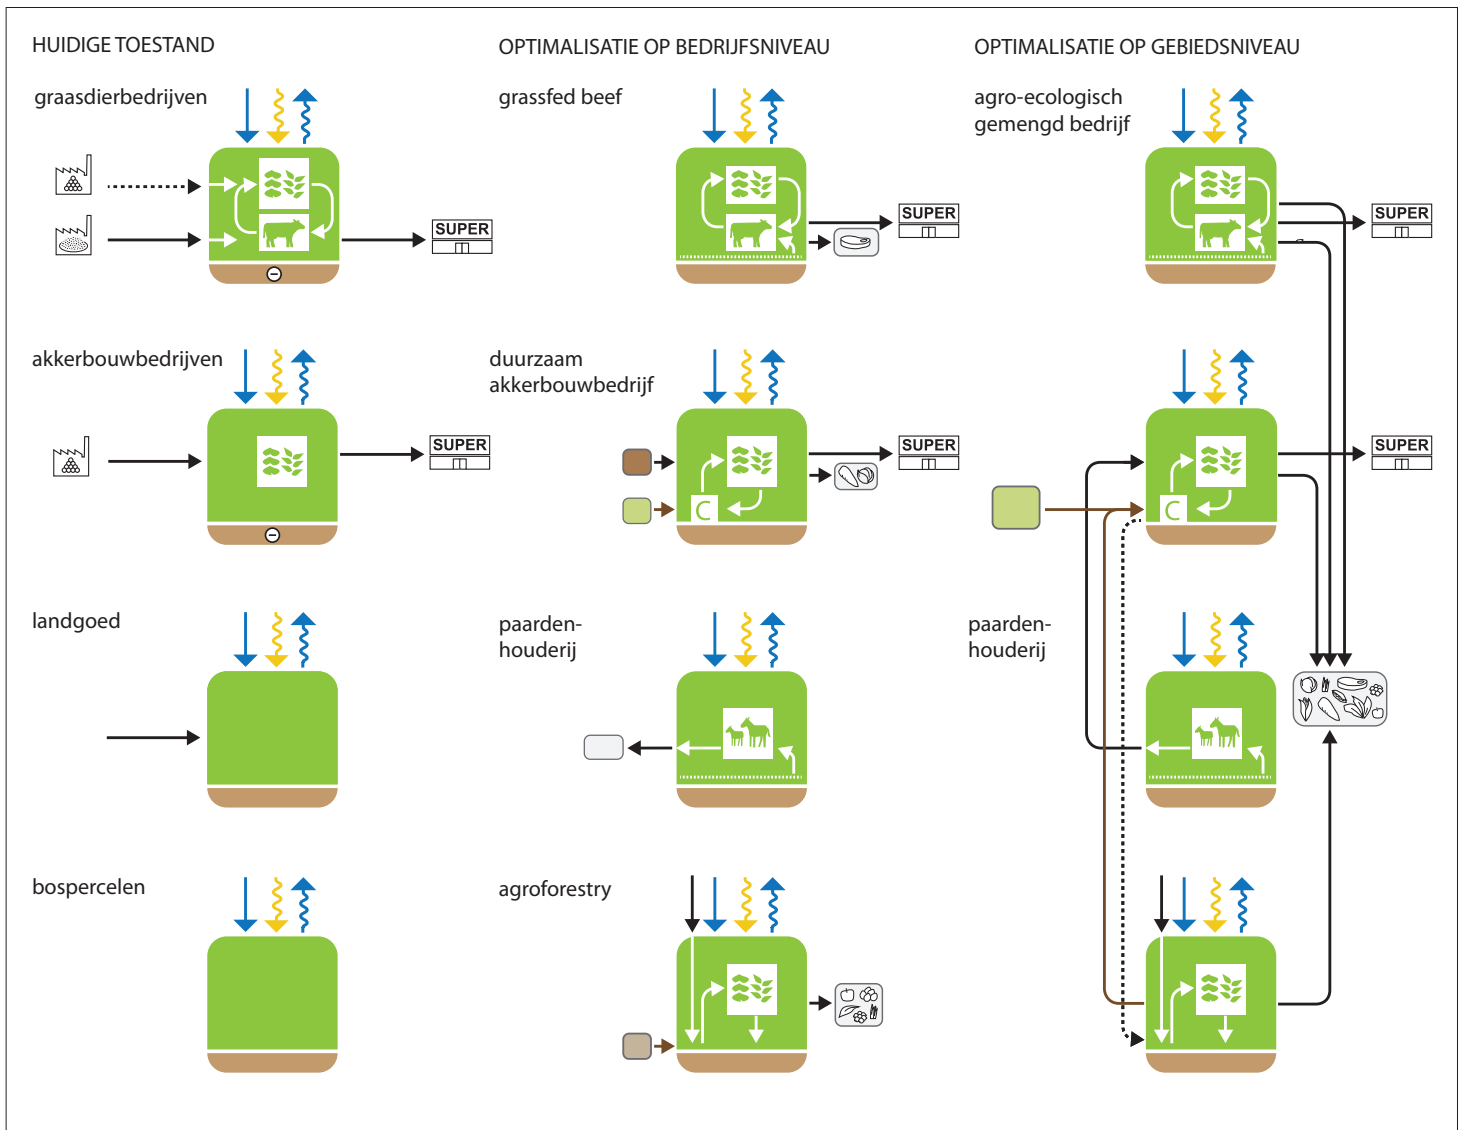 HUIDIGE TOESTAND
OPTIMALISATIE OP BEDRIJFSNIVEAU
OPTIMALISATIE OP GEBIEDSNIVEAU
graasdierbedrijven
grassfed beef
agro-ecologisch
gemengd bedrijf
SUPER
SUPER
SUPER
akkerbouwbedrijven
duurzaam
akkerbouwbedrijf
SUPER
SUPER
SUPER
C
C
landgoed
paarden-
houderij
paarden-
houderij
bospercelen
agroforestry